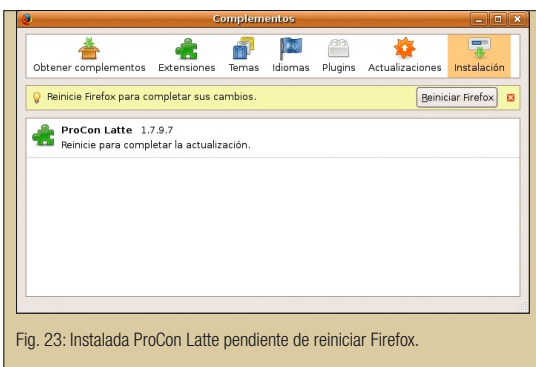 Complementos
Obtener complementos Extensiones Temas Idiomas Plugins Actualizaciones Instalación
Reinicie Firefox para completar sus cambios. Reiniciar Firefox
ProCon Latte 1.7.9.7
Reinicie para completar la actualización.
Fig. 23: Instalada ProCon Latte pendiente de reiniciar Firefox.